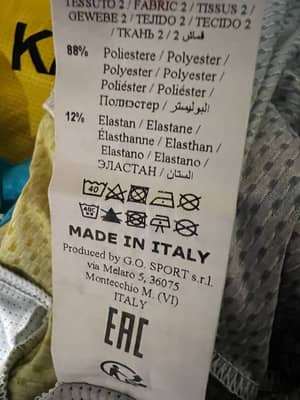 TESSUTO 2 / FABRIC 2 / TISSUS 2 /
GEWEBE 2 / TEJIDO 2 / TECIDO 2
/ ТКАНЬ 2 / 2 قماش
88% Poliestere / Polyester /
Polyester / Polyester /
Poliéster / Poliéster /
Полиэстер / البوليستر
12% Elastan / Elastane /
Élasthanne / Elasthan /
Elastano / Elastano /
ЭЛАСТАН / الستان
40
40C
MADE IN ITALY
Produced by G.O. SPORT s.r.l.
via Melaro 5, 36075
Montecchio M. (VI)
ITALY
EAC